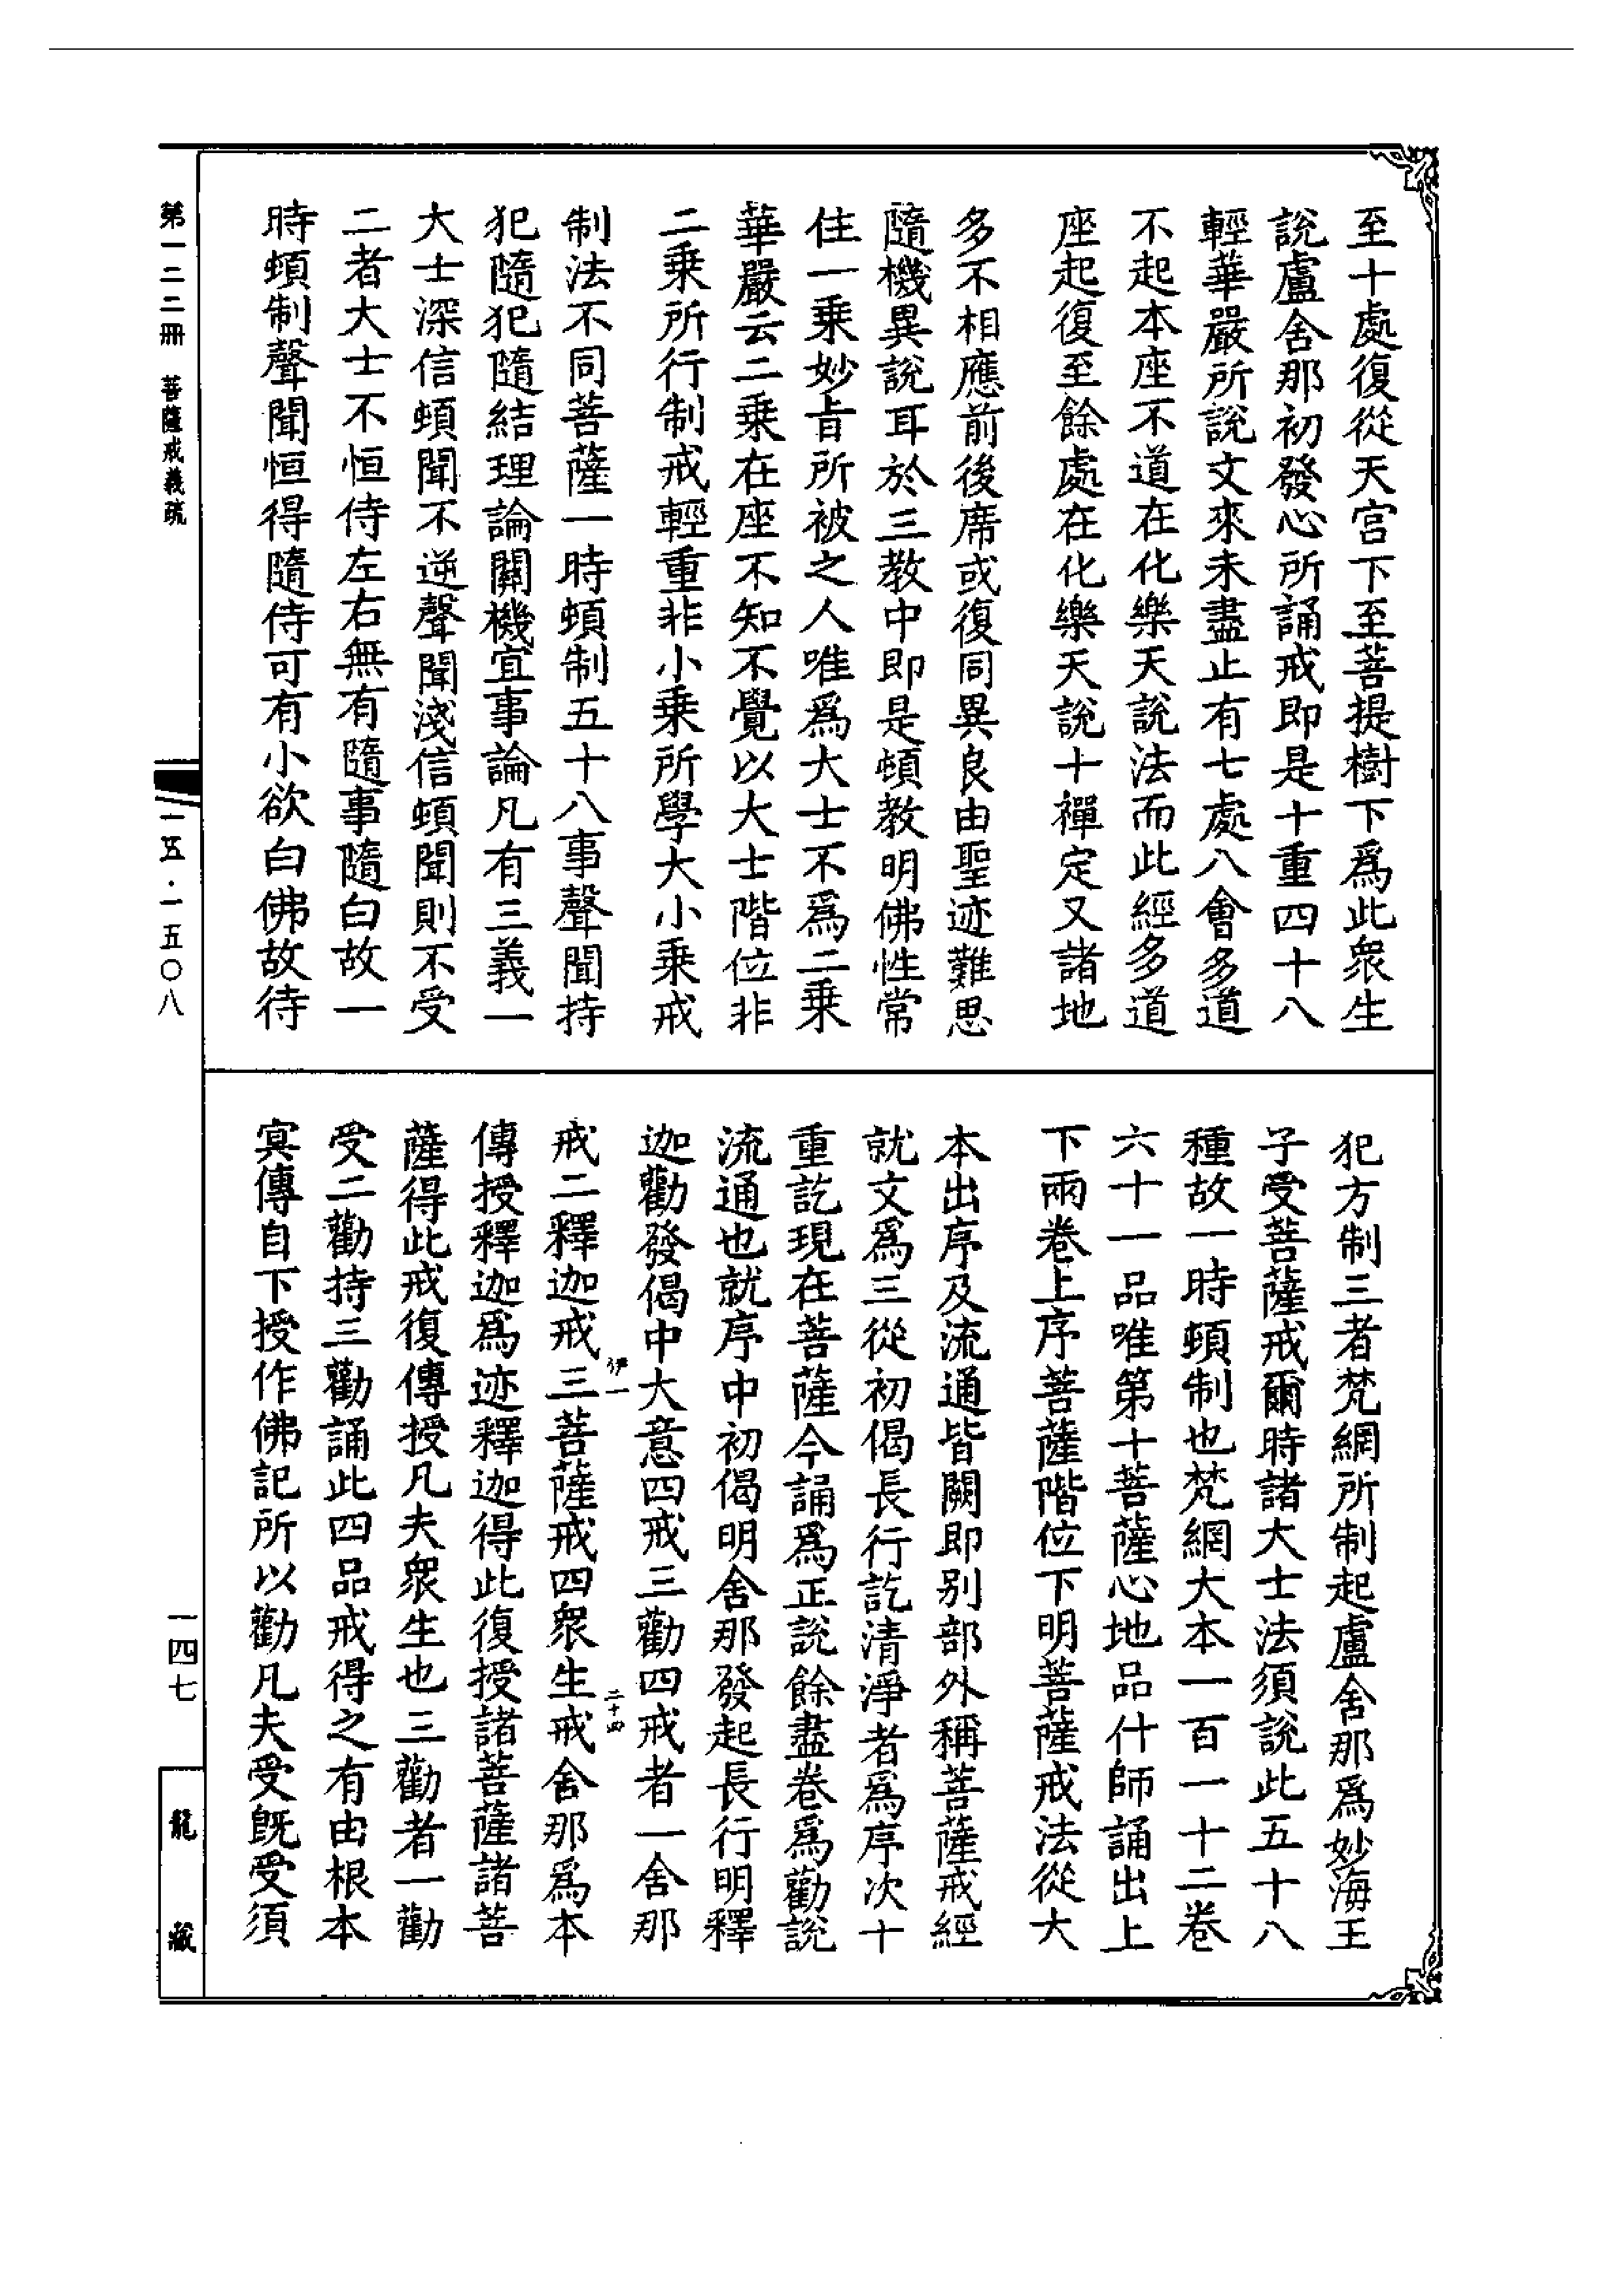 至十處復從天宮下至菩提樹下爲此衆生
說盧舍那初發心所誦戒即是十重四十八
輕華嚴所說文來未盡止有七處八會多道
不起本座不道在化樂天說法而此經多道
座起復至餘處在化樂天說十禪定又諸地
多不相應前後席或復同異良由聖迹難思
隨機異說耳於三教中即是頓教明佛性常
住一乗妙旨所被之人唯爲大士不爲二乗
華嚴云二乗在座不知不覺以大士階位非
二乗所行制戒輕重非小乗所學大小乗戒
制法不同菩薩一時頓制五十八事聲聞持
犯隨犯隨結理論關機宜事論凡有三義一
大士深信頓聞不逆聲聞淺信頓聞則不受
二者大士不恒侍左右無有隨事隨白故一
時頓制聲聞恒得隨侍可有小欲白佛故待
犯方制三者梵網所制起盧舍那爲妙海王
子受菩薩戒爾時諸大士法須說此五十八
種故一時頓制也梵網大本一百一十二卷
六十一品唯第十菩薩心地品什師誦出上
下兩卷上序菩薩階位下明菩薩戒法從大
本出序及流通皆闕即别部外稱菩薩戒經
就文爲三從初偈長行訖清淨者爲序次十
重訖現在菩薩今誦爲正說餘盡卷爲勸說
流通也就序中初偈明舍那發起長行明釋
迦勸發偈中大意四戒三勸四戒者一舍那
戒二釋迦戒三菩薩戒四衆生戒舍那爲本
伊一
二十四
傳授釋迦爲迹釋迦得此復授諸菩薩諸菩
薩得此戒復傳授凡夫衆生也三勸者一勸
受二勸持三勸誦此四品戒得之有由根本
冥傳自下授作佛記所以勸凡夫受既受須
第一二二冊 菩薩戒義疏
一五·一五〇八
一四七
龍藏